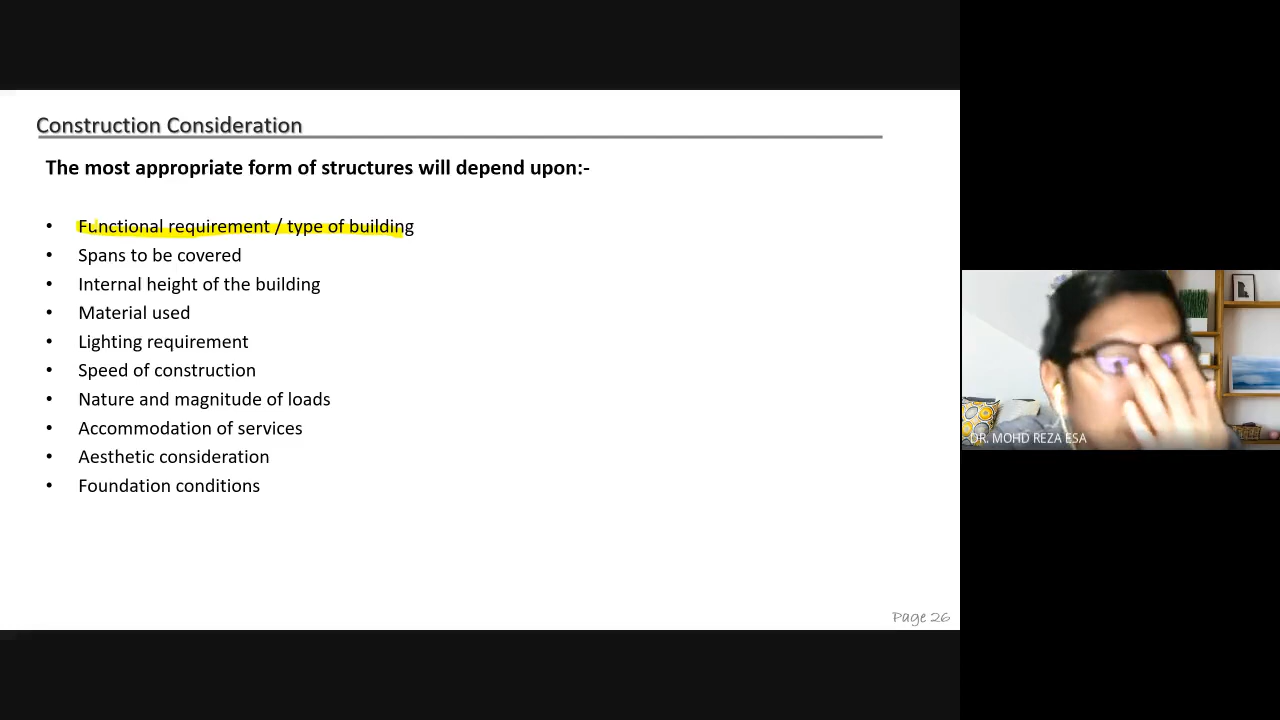 Construction Consideration
The most appropriate form of structures will depend upon:-
• Functional requirement / type of building
• Spans to be covered
• Internal height of the building
• Material used
• Lighting requirement
• Speed of construction
• Nature and magnitude of loads
• Accommodation of services
• Aesthetic consideration
• Foundation conditions
Page 26
DR. MOHD REZA ESA